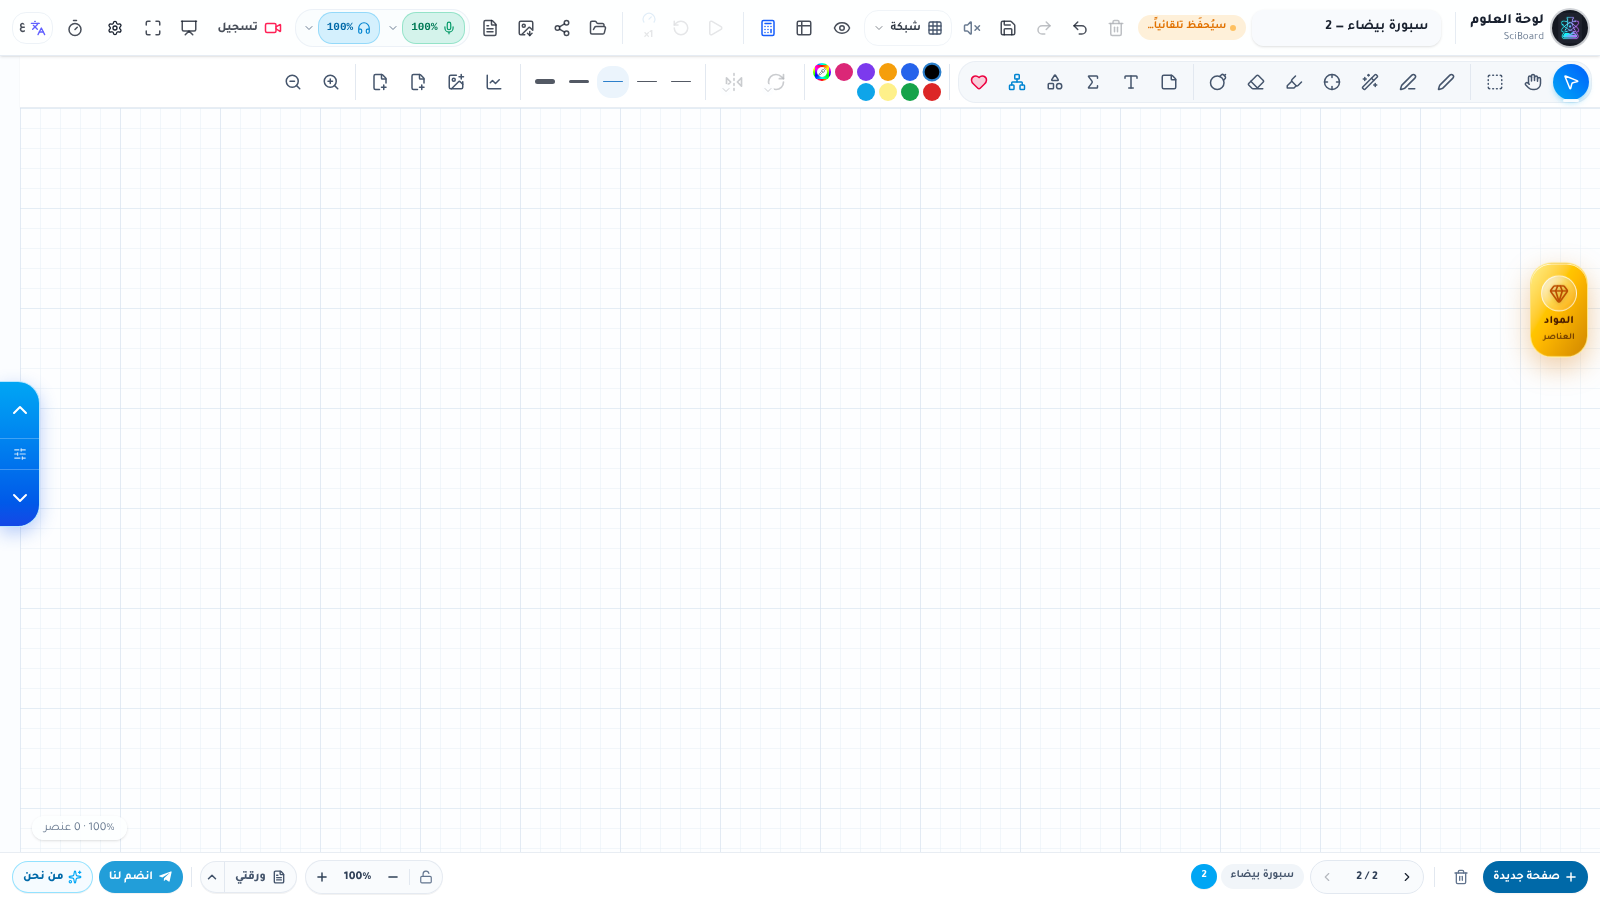 لوحة العلوم
SciBoard
سبورة بيضاء – 2
سيُحفَظ تلقائياً...
شبكة
x1
100%
100%
تسجيل
ع
المواد
العناصر
100% · 0 عنصر
صفحة جديدة
2 / 2
سبورة بيضاء
2
100%
ورقتي
انضم لنا
من نحن